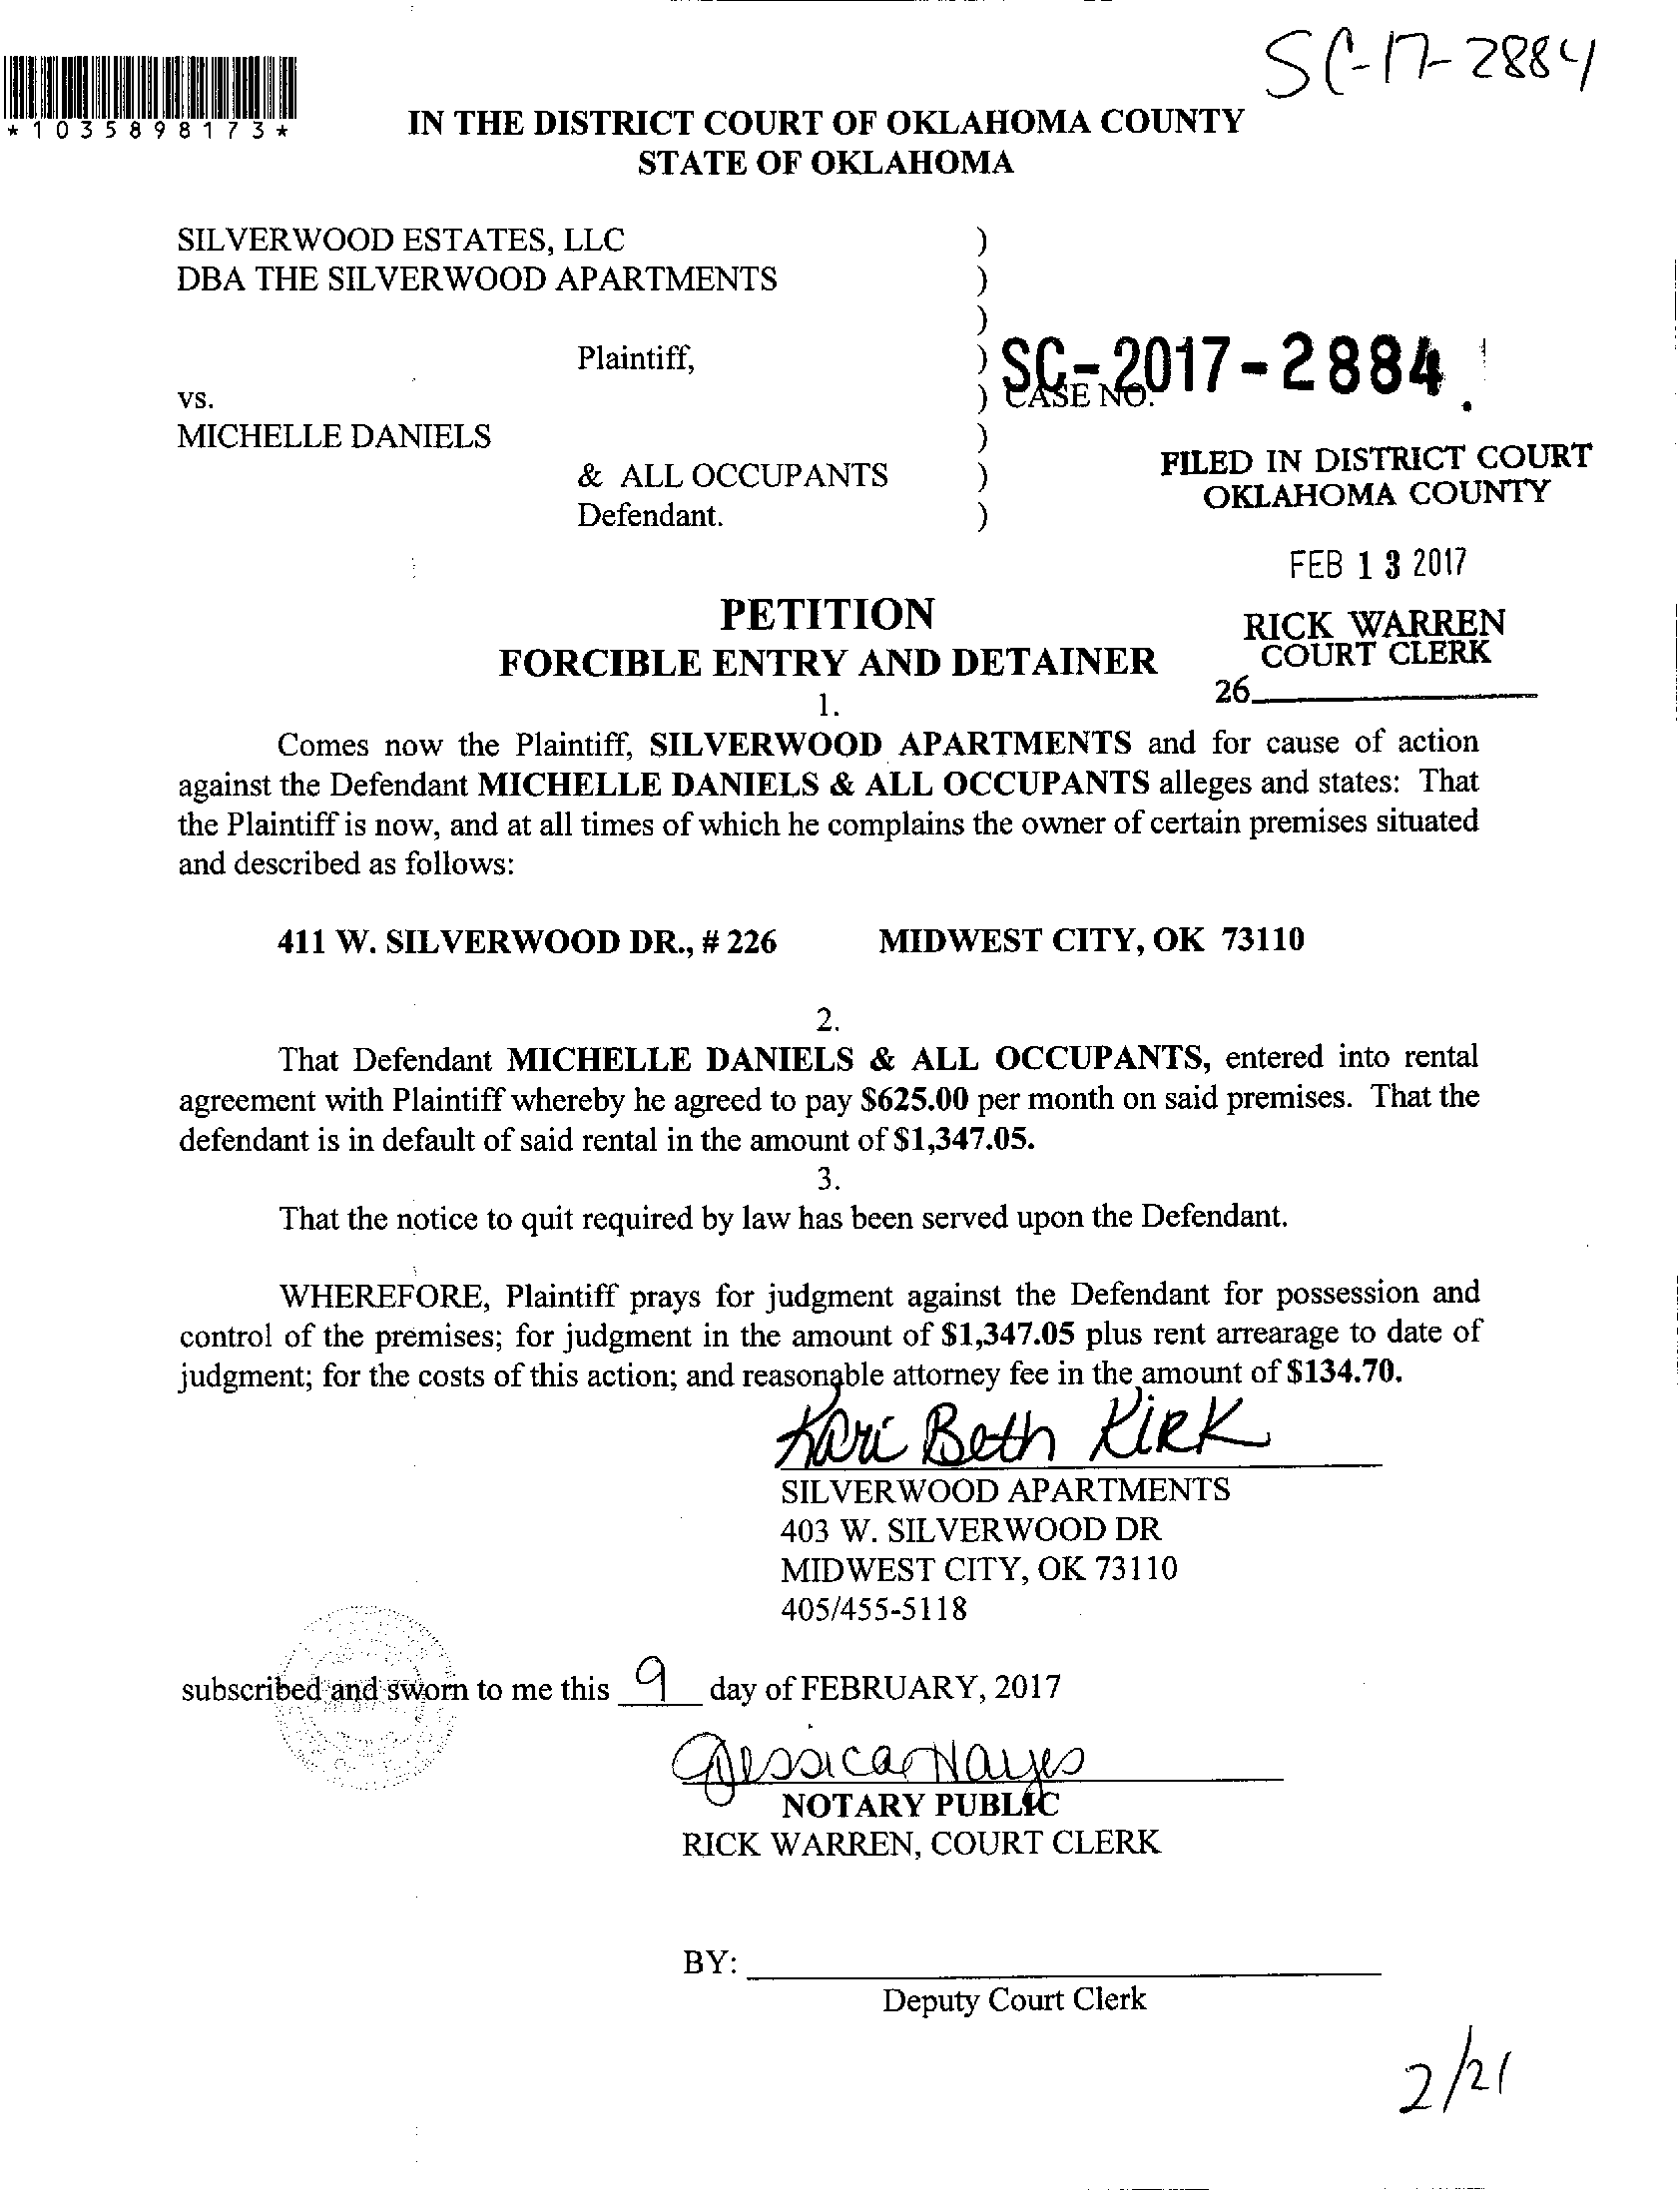 SC-17-2884
*1035898173*
IN THE DISTRICT COURT OF OKLAHOMA COUNTY
STATE OF OKLAHOMA
SILVERWOOD ESTATES, LLC )
DBA THE SILVERWOOD APARTMENTS )
)
Plaintiff, ) SC-2017-2884
vs. ) CASE NO.
MICHELLE DANIELS )
& ALL OCCUPANTS )
Defendant. )
FILED IN DISTRICT COURT
OKLAHOMA COUNTY
FEB 13 2017
RICK WARREN
COURT CLERK
26
PETITION
FORCIBLE ENTRY AND DETAINER
1.
Comes now the Plaintiff, SILVERWOOD APARTMENTS and for cause of action
against the Defendant MICHELLE DANIELS & ALL OCCUPANTS alleges and states: That
the Plaintiff is now, and at all times of which he complains the owner of certain premises situated
and described as follows:
411 W. SILVERWOOD DR., # 226 MIDWEST CITY, OK 73110
2.
That Defendant MICHELLE DANIELS & ALL OCCUPANTS, entered into rental
agreement with Plaintiff whereby he agreed to pay $625.00 per month on said premises. That the
defendant is in default of said rental in the amount of $1,347.05.
3.
That the notice to quit required by law has been served upon the Defendant.
WHEREFORE, Plaintiff prays for judgment against the Defendant for possession and
control of the premises; for judgment in the amount of $1,347.05 plus rent arrearage to date of
judgment; for the costs of this action; and reasonable attorney fee in the amount of $134.70.
Kari Beth Kirk
SILVERWOOD APARTMENTS
403 W. SILVERWOOD DR
MIDWEST CITY, OK 73110
405/455-5118
subscribed and sworn to me this 9 day of FEBRUARY, 2017
Jessica Hayes
NOTARY PUBLIC
RICK WARREN, COURT CLERK
BY:
Deputy Court Clerk
2/21